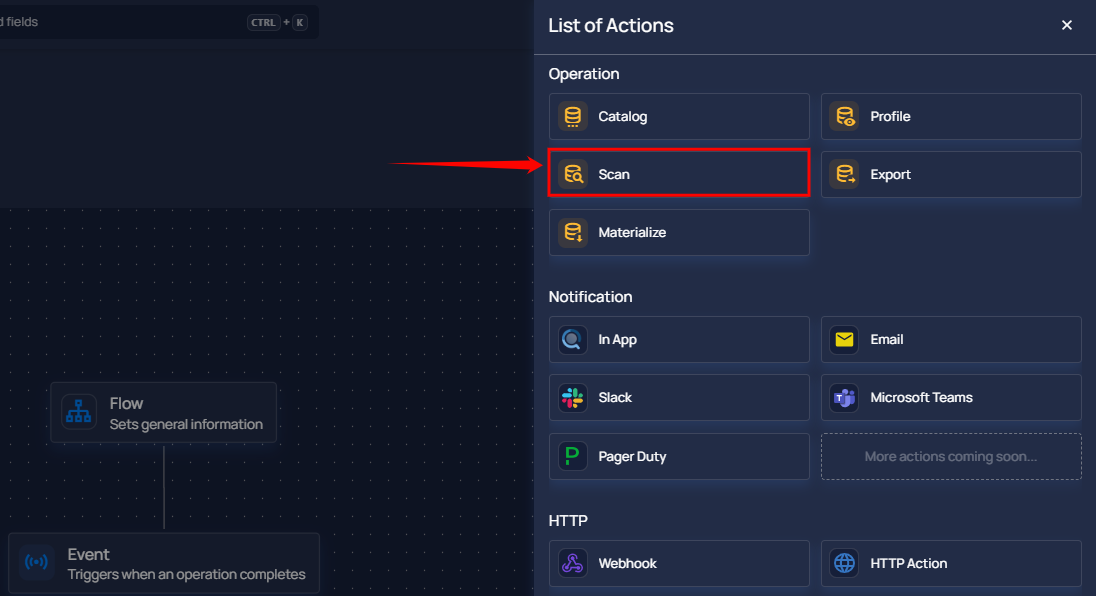 d fields
CTRL + K
List of Actions
Operation
Catalog
Profile
Scan
Export
Materialize
Notification
In App
Email
Slack
Microsoft Teams
Pager Duty
More actions coming soon...
HTTP
Webhook
HTTP Action
Flow
Sets general information
Event
Triggers when an operation completes